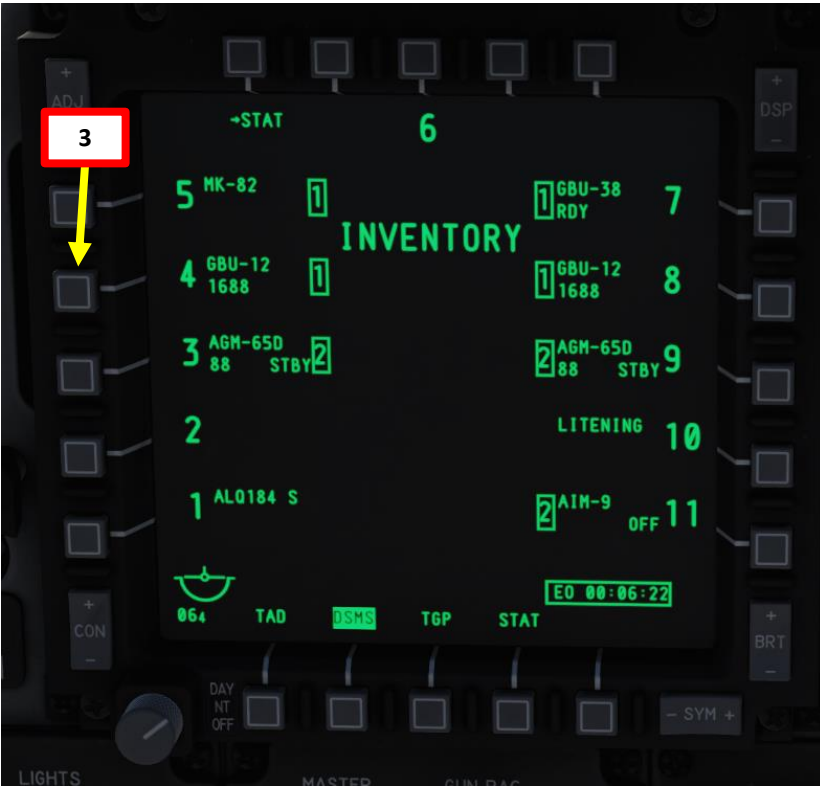 +
ADJ
3
+
DSP
-
→STAT
6
5 MK-82 1
1 GBU-38 7
RDY
INVENTORY
4 GBU-12 1
1688
1 GBU-12 8
1688
3 AGM-65D 2
88 STBY
2 AGM-65D 9
88 STBY
2
LITENING 10
1 ALQ184 S
2 AIM-9 11
OFF
EO 00:06:22
064 TAD DSMS TGP STAT
+
CON
-
+
BRT
-
DAY
NT
OFF
- SYM +
LIGHTS
MASTER
GUN